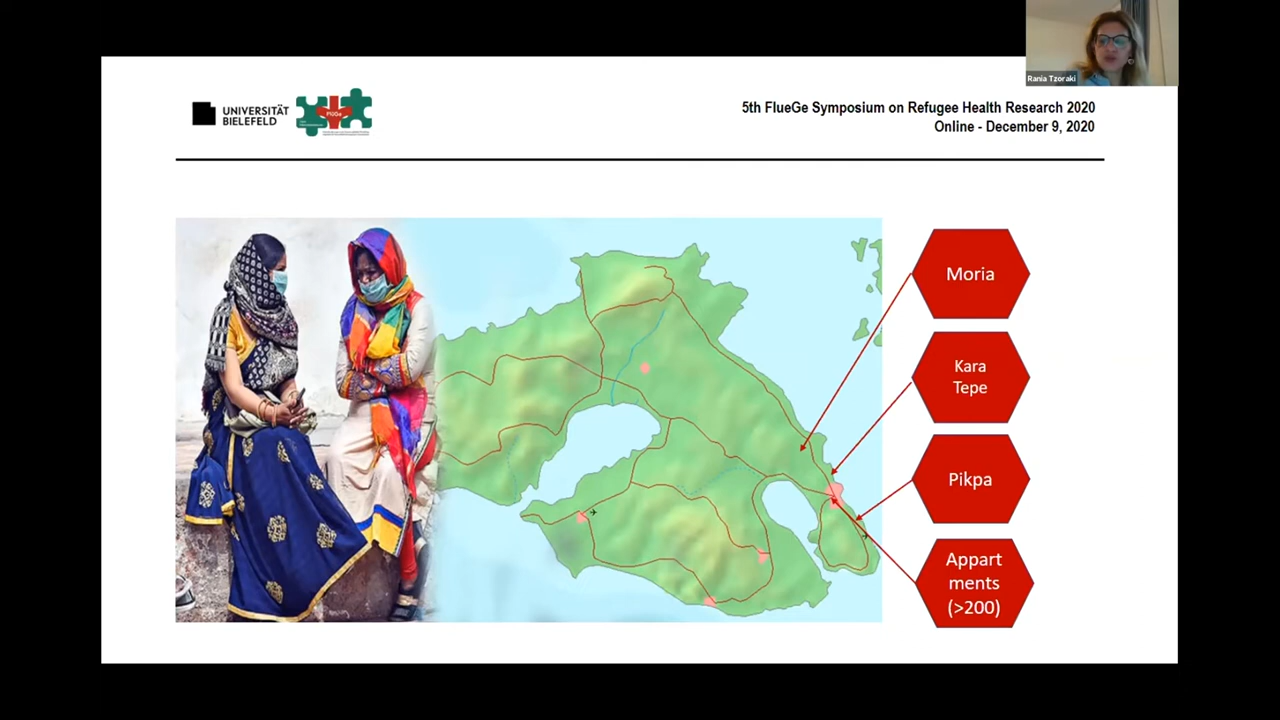 Rania Tzoraki
UNIVERSITÄT
BIELEFELD
FlüGe
5th FlueGe Symposium on Refugee Health Research 2020
Online - December 9, 2020
Moria
Kara
Tepe
Pikpa
Appart
ments
(>200)